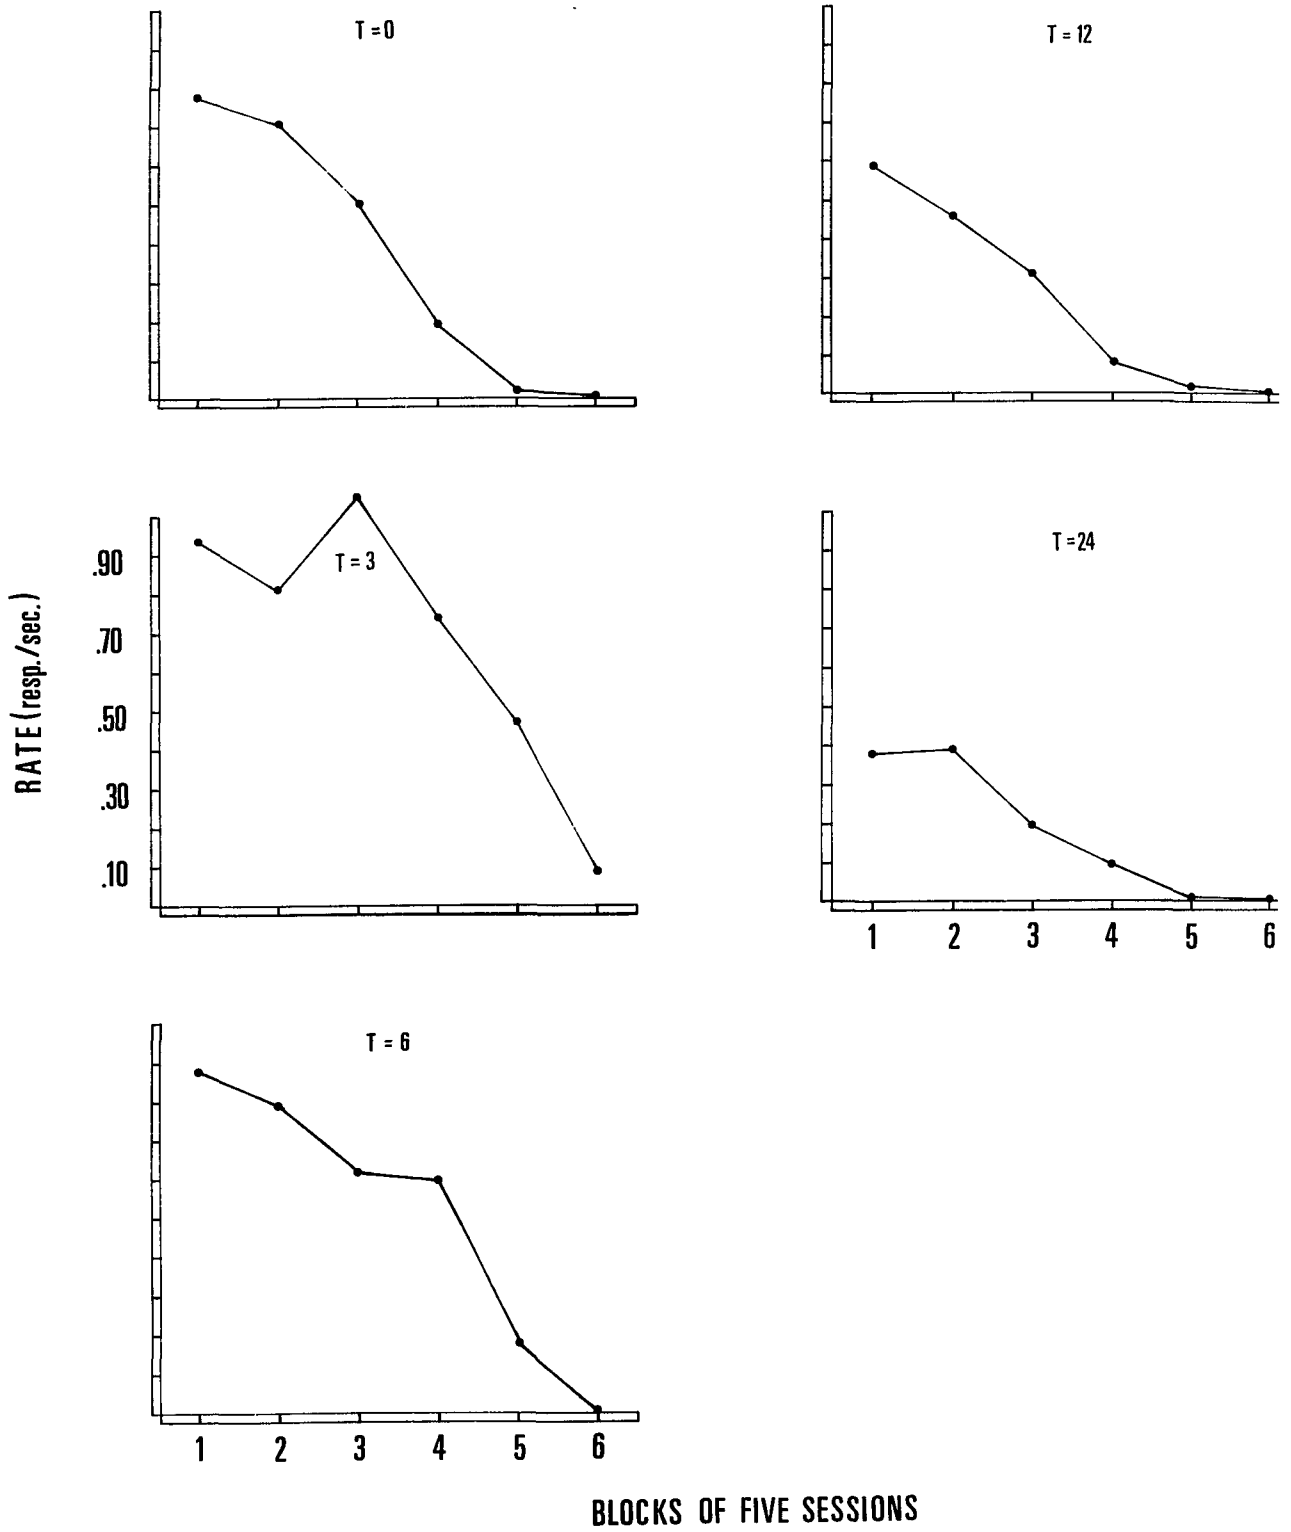 T = 0
T = 12
RATE (resp./sec.)
.90
.70
.50
.30
.10
T = 3
T = 24
1 2 3 4 5 6
T = 6
1 2 3 4 5 6
BLOCKS OF FIVE SESSIONS